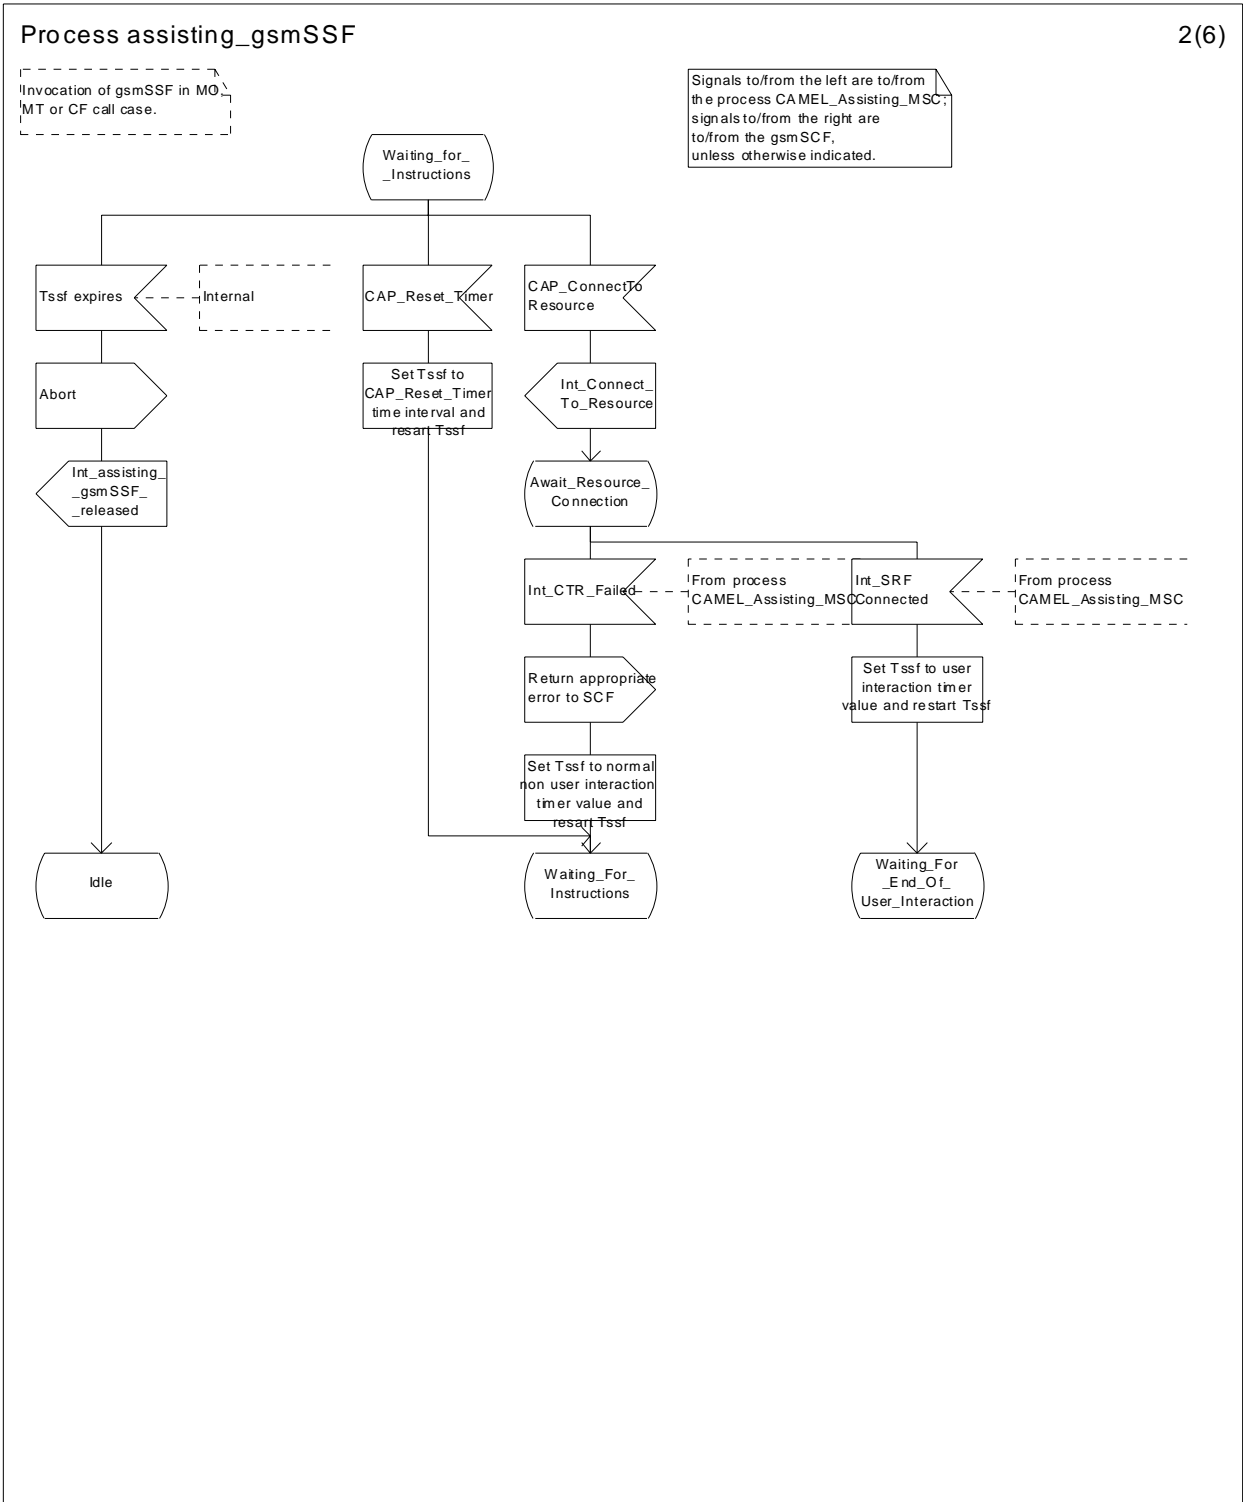 Process assisting_gsmSSF
2(6)
Invocation of gsmSSF in MO,
MT or CF call case.
Signals to/from the left are to/from
the process CAMEL_Assisting_MSC;
signals to/from the right are
to/from the gsmSCF,
unless otherwise indicated.
Waiting_for_
_Instructions
Tssf expires
Internal
CAP_Reset_Timer
CAP_ConnectTo
Resource
Abort
Set Tssf to
CAP_Reset_Timer
time interval and
resart Tssf
Int_Connect_
To_Resource
Int_assisting_
_gsmSSF_
_released
Await_Resource_
Connection
Int_CTR_Failed
From process
CAMEL_Assisting_MSC
Int_SRF
Connected
From process
CAMEL_Assisting_MSC
Return appropriate
error to SCF
Set Tssf to user
interaction timer
value and restart Tssf
Set Tssf to normal
non user interaction
timer value and
resart Tssf
Idle
Waiting_For_
Instructions
Waiting_For
_End_Of_
User_Interaction